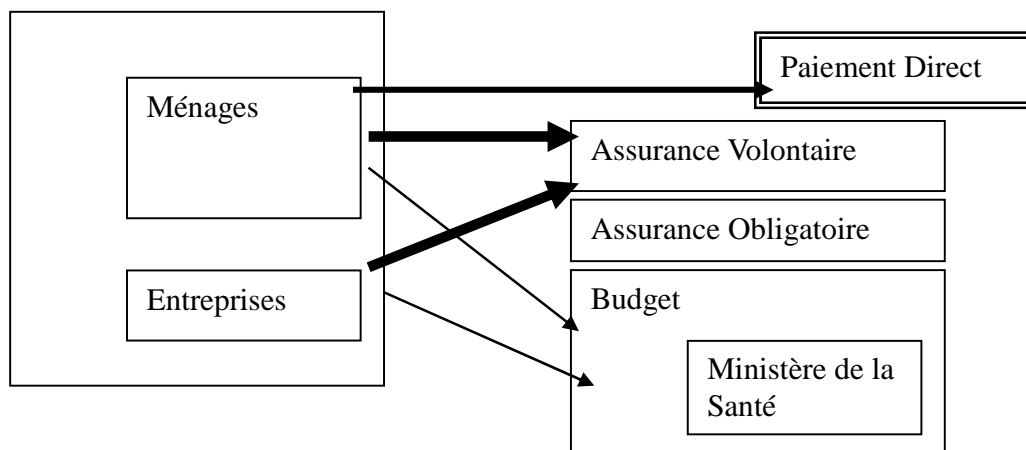 Paiement Direct
Ménages
Assurance Volontaire
Assurance Obligatoire
Entreprises
Budget
Ministère de la
Santé